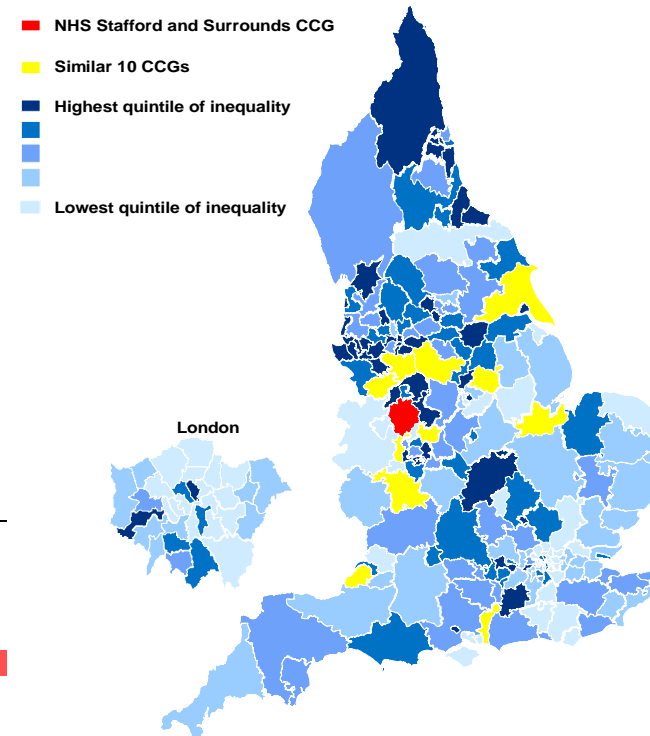 NHS Stafford and Surrounds CCG
Similar 10 CCGs
Highest quintile of inequality
Lowest quintile of inequality
London